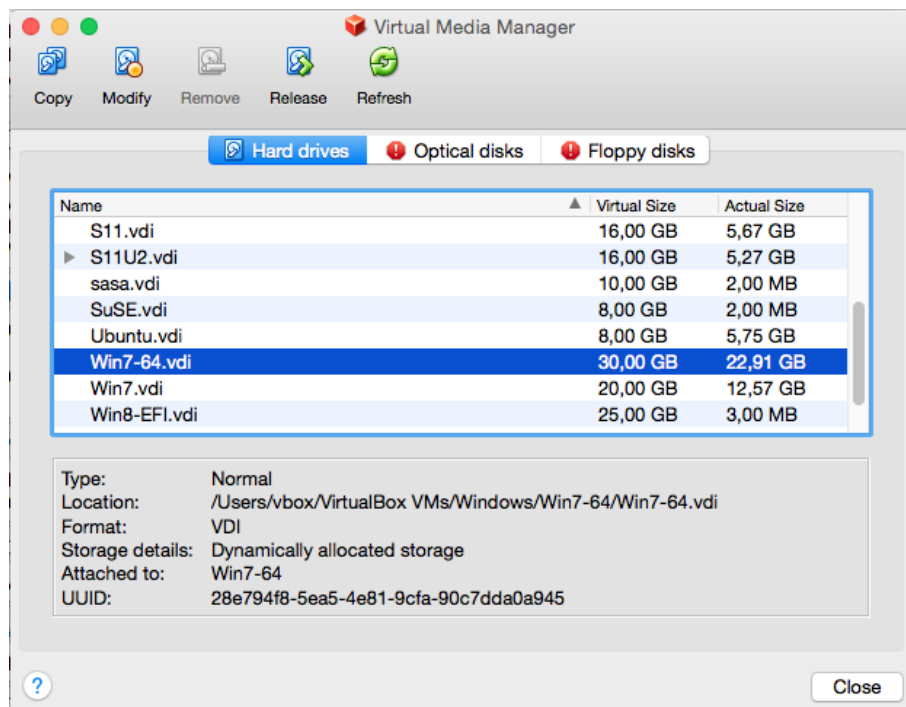 Virtual Media Manager
Copy Modify Remove Release Refresh
Hard drives Optical disks Floppy disks
Name Virtual Size Actual Size
S11.vdi 16,00 GB 5,67 GB
S11U2.vdi 16,00 GB 5,27 GB
sasa.vdi 10,00 GB 2,00 MB
SuSE.vdi 8,00 GB 2,00 MB
Ubuntu.vdi 8,00 GB 5,75 GB
Win7-64.vdi 30,00 GB 22,91 GB
Win7.vdi 20,00 GB 12,57 GB
Win8-EFI.vdi 25,00 GB 3,00 MB
Type: Normal
Location: /Users/vbox/VirtualBox VMs/Windows/Win7-64/Win7-64.vdi
Format: VDI
Storage details: Dynamically allocated storage
Attached to: Win7-64
UUID: 28e794f8-5ea5-4e81-9cfa-90c7dda0a945
? Close